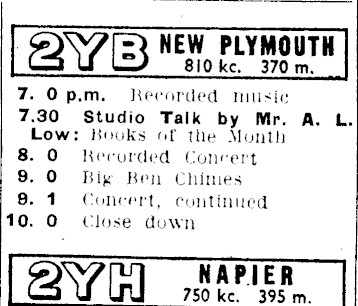 2YB NEW PLYMOUTH
810 kc. 370 m.
7. 0 p.m. Recorded music
7.30 Studio Talk by Mr. A. L.
Low: Books of the Month
8. 0 Recorded Concert
9. 0 Big Ben Chimes
9. 1 Concert, continued
10. 0 Close down
2YH NAPIER
750 kc. 395 m.